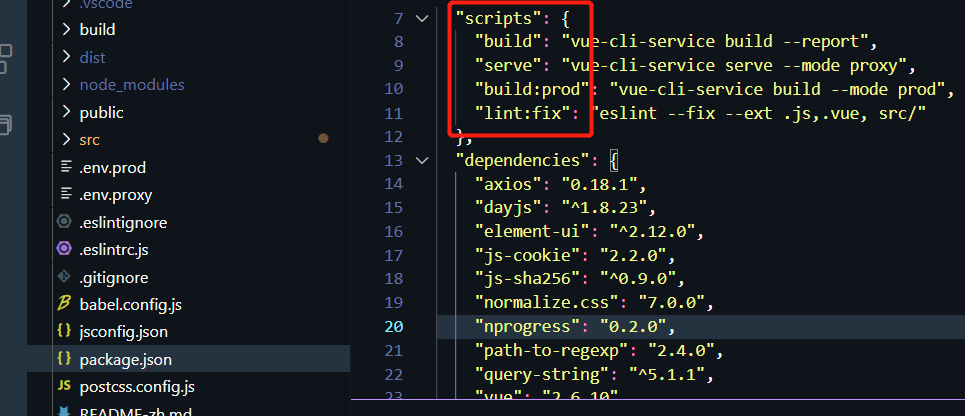 .vscode
build
dist
node_modules
public
src
.env.prod
.env.proxy
.eslintignore
.eslintrc.js
.gitignore
babel.config.js
jsconfig.json
package.json
postcss.config.js
README-zh.md
7 "scripts": {
8 "build": "vue-cli-service build --report",
9 "serve": "vue-cli-service serve --mode proxy",
10 "build:prod": "vue-cli-service build --mode prod",
11 "lint:fix": "eslint --fix --ext .js,.vue, src/"
12 },
13 "dependencies": {
14 "axios": "0.18.1",
15 "dayjs": "^1.8.23",
16 "element-ui": "^2.12.0",
17 "js-cookie": "2.2.0",
18 "js-sha256": "^0.9.0",
19 "normalize.css": "7.0.0",
20 "nprogress": "0.2.0",
21 "path-to-regexp": "2.4.0",
22 "query-string": "^5.1.1",
23 "vue": "2.6.10"